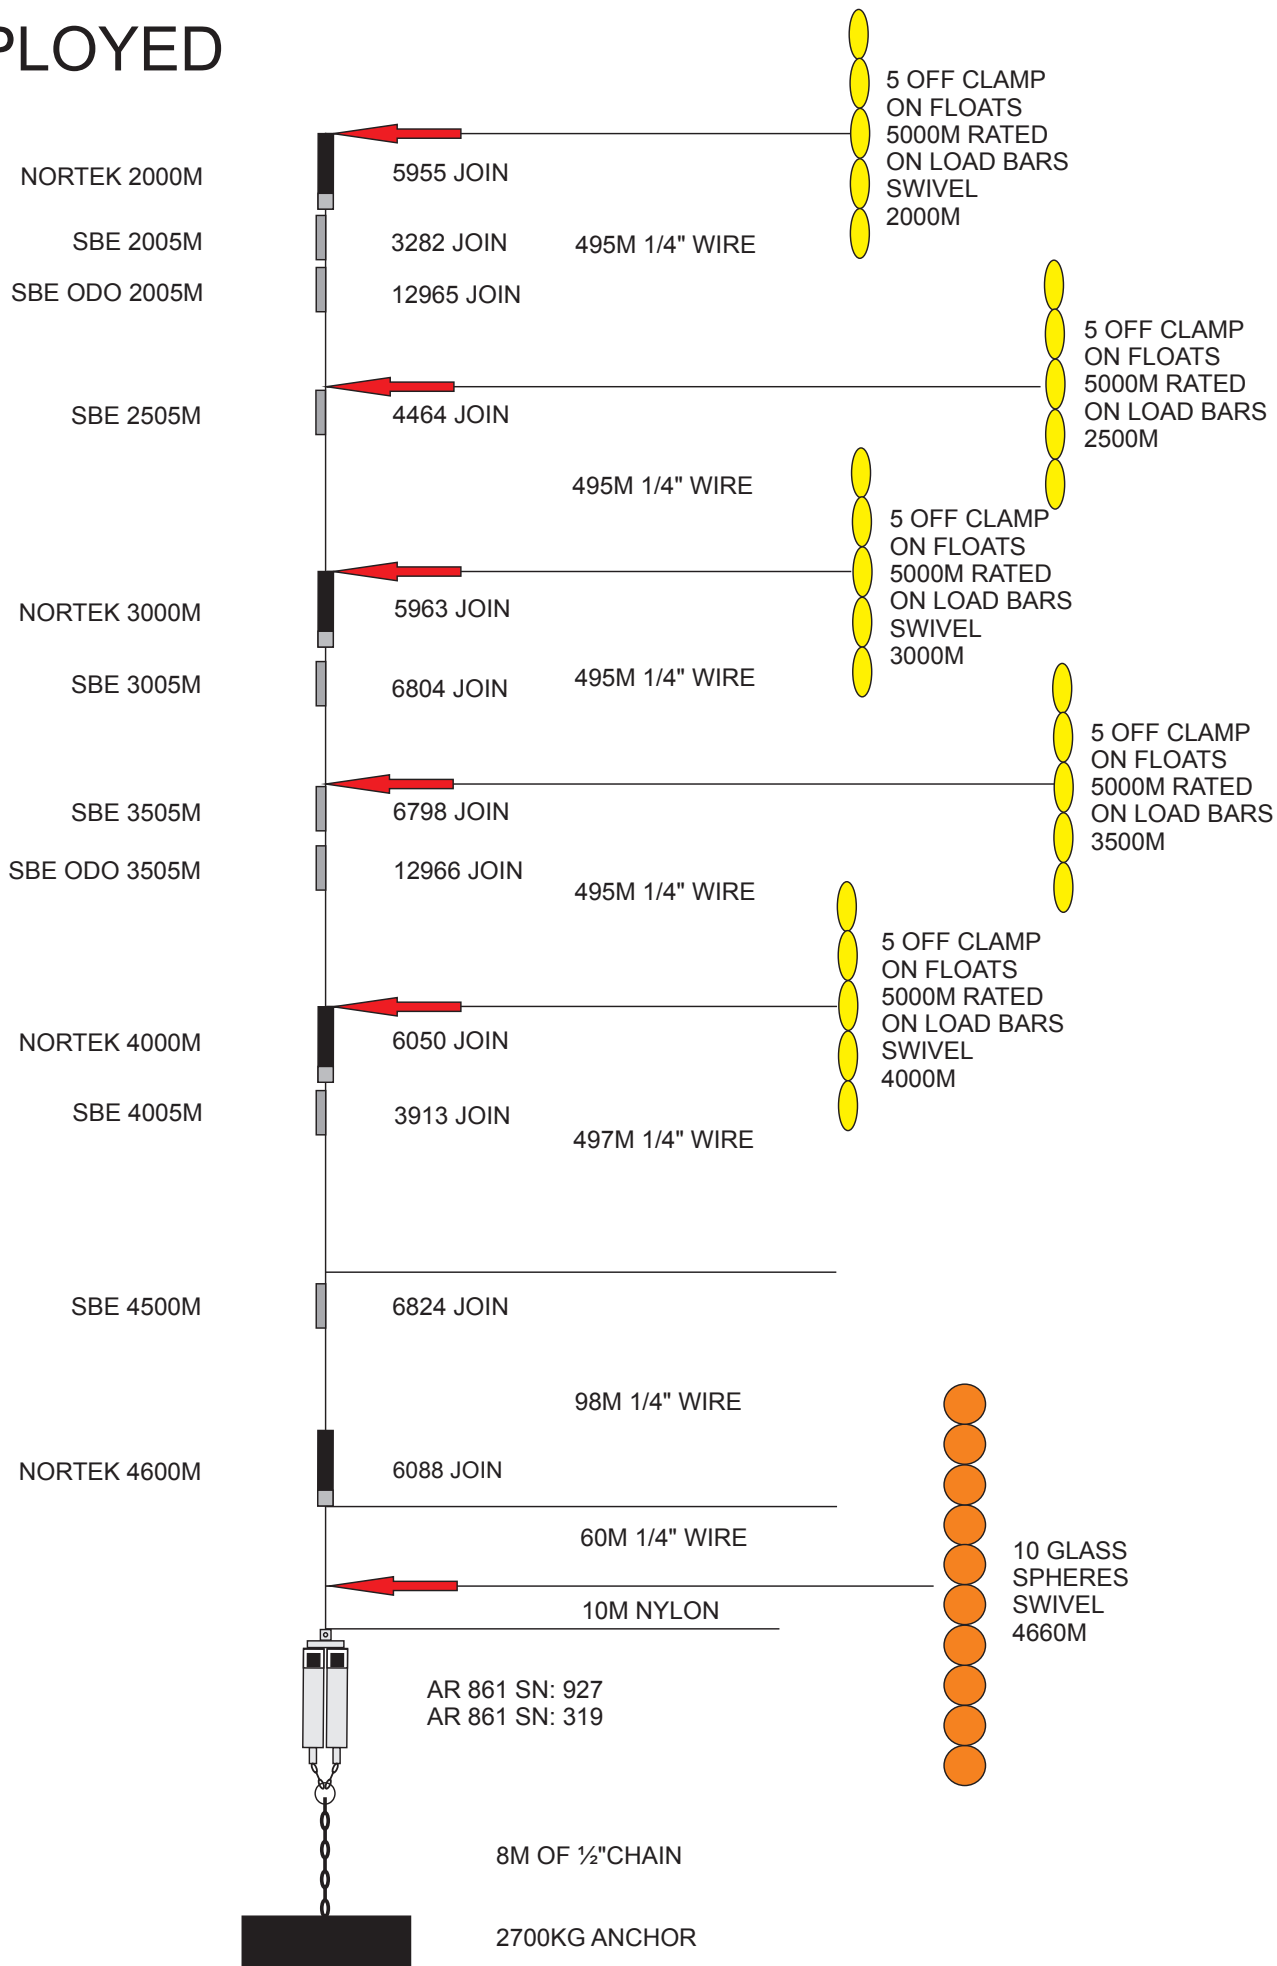 PLOYED
5 OFF CLAMP
ON FLOATS
5000M RATED
ON LOAD BARS
SWIVEL
2000M
NORTEK 2000M
5955 JOIN
SBE 2005M
3282 JOIN
495M 1/4" WIRE
SBE ODO 2005M
12965 JOIN
5 OFF CLAMP
ON FLOATS
5000M RATED
ON LOAD BARS
2500M
SBE 2505M
4464 JOIN
495M 1/4" WIRE
5 OFF CLAMP
ON FLOATS
5000M RATED
ON LOAD BARS
SWIVEL
3000M
NORTEK 3000M
5963 JOIN
SBE 3005M
6804 JOIN
495M 1/4" WIRE
5 OFF CLAMP
ON FLOATS
5000M RATED
ON LOAD BARS
3500M
SBE 3505M
6798 JOIN
SBE ODO 3505M
12966 JOIN
495M 1/4" WIRE
5 OFF CLAMP
ON FLOATS
5000M RATED
ON LOAD BARS
SWIVEL
4000M
NORTEK 4000M
6050 JOIN
SBE 4005M
3913 JOIN
497M 1/4" WIRE
SBE 4500M
6824 JOIN
98M 1/4" WIRE
NORTEK 4600M
6088 JOIN
60M 1/4" WIRE
10 GLASS
SPHERES
SWIVEL
4660M
10M NYLON
AR 861 SN: 927
AR 861 SN: 319
8M OF ½"CHAIN
2700KG ANCHOR